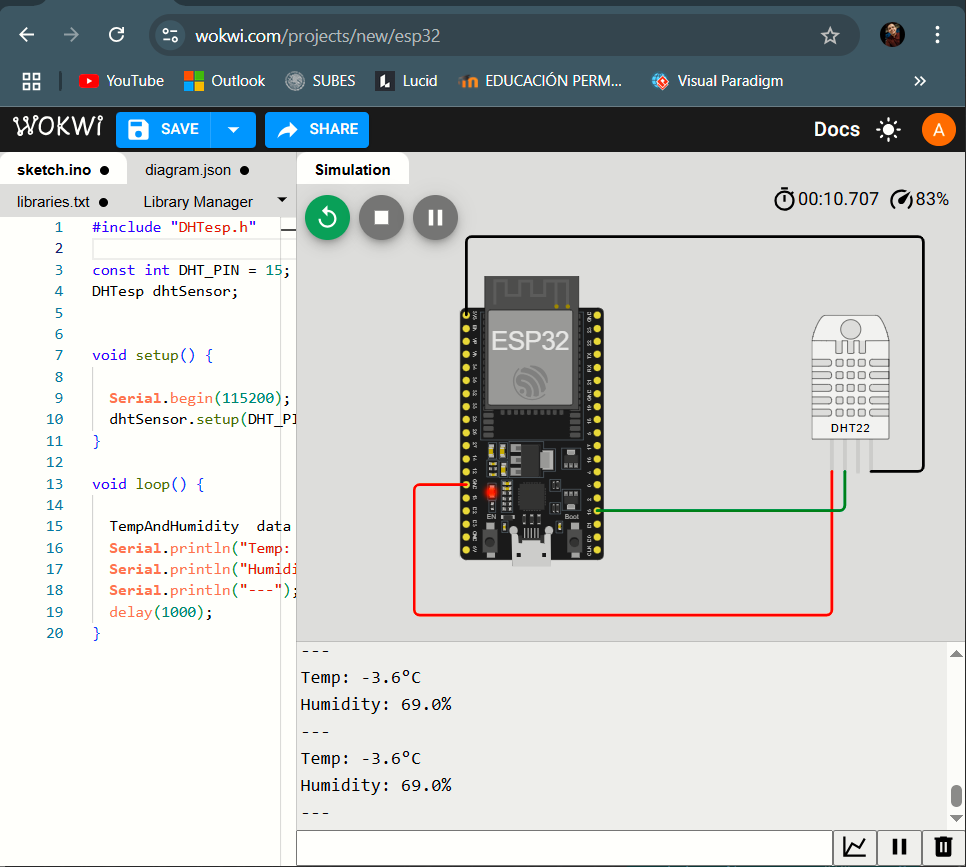 wokwi.com/projects/new/esp32
YouTube
Outlook
SUBES
Lucid
EDUCACIÓN PERM...
Visual Paradigm
»
WOKWi
SAVE
SHARE
Docs
A
sketch.ino ●
diagram.json ●
libraries.txt ●
Library Manager
1 #include "DHTesp.h"
2
3 const int DHT_PIN = 15;
4 DHTesp dhtSensor;
5
6
7 void setup() {
8
9 Serial.begin(115200);
10 dhtSensor.setup(DHT_PI
11 }
12
13 void loop() {
14
15 TempAndHumidity data
16 Serial.println("Temp:
17 Serial.println("Humidi
18 Serial.println("---");
19 delay(1000);
20 }
Simulation
00:10.707
83%
ESP32
EN
Boot
DHT22
---
Temp: -3.6°C
Humidity: 69.0%
---
Temp: -3.6°C
Humidity: 69.0%
---